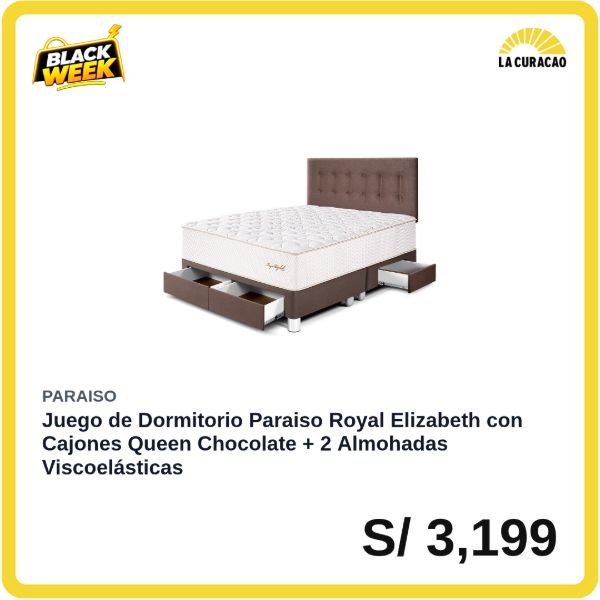 BLACK
WEEK
LA CURACAO
PARAISO
Juego de Dormitorio Paraiso Royal Elizabeth con
Cajones Queen Chocolate + 2 Almohadas
Viscoelásticas
S/ 3,199